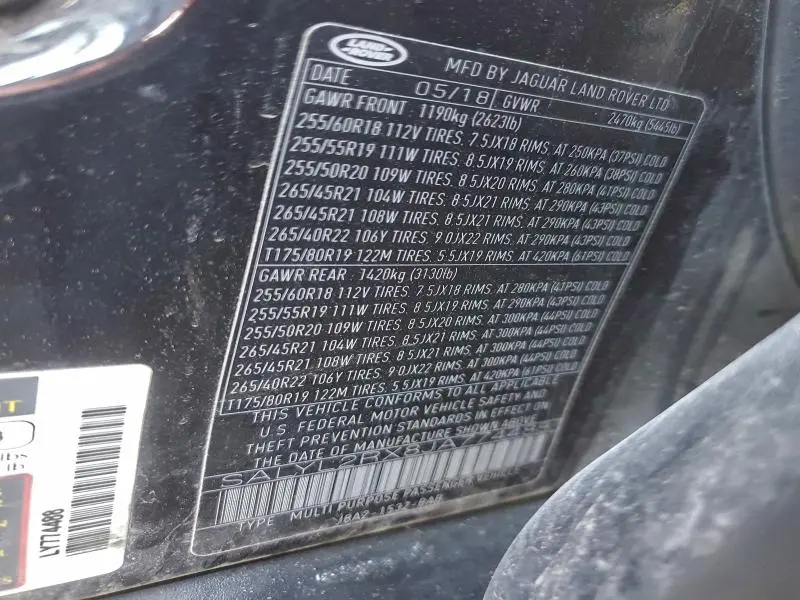 LAND ROVER
MFD BY JAGUAR LAND ROVER LTD
DATE 05/18 GVWR 2470kg (5445lb)
GAWR FRONT 1190kg (2623lb)
255/60R18 112V TIRES. 7.5JX18 RIMS. AT 250KPA (37PSI) COLD
255/55R19 111W TIRES. 8.5JX19 RIMS. AT 260KPA (38PSI) COLD
255/50R20 109W TIRES. 8.5JX20 RIMS. AT 280KPA (41PSI) COLD
265/45R21 104W TIRES. 8.5JX21 RIMS. AT 290KPA (43PSI) COLD
265/45R21 108W TIRES. 8.5JX21 RIMS. AT 290KPA (43PSI) COLD
265/40R22 106Y TIRES. 9.0JX22 RIMS. AT 290KPA (43PSI) COLD
T175/80R19 122M TIRES. 5.5JX19 RIMS. AT 420KPA (61PSI) COLD
GAWR REAR 1420kg (3130lb)
255/60R18 112V TIRES. 7.5JX18 RIMS. AT 280KPA (41PSI) COLD
255/55R19 111W TIRES. 8.5JX19 RIMS. AT 290KPA (43PSI) COLD
255/50R20 109W TIRES. 8.5JX20 RIMS. AT 300KPA (44PSI) COLD
265/45R21 104W TIRES. 8.5JX21 RIMS. AT 300KPA (44PSI) COLD
265/45R21 108W TIRES. 8.5JX21 RIMS. AT 300KPA (44PSI) COLD
265/40R22 106Y TIRES. 9.0JX22 RIMS. AT 300KPA (44PSI) COLD
T175/80R19 122M TIRES. 5.5JX19 RIMS. AT 420KPA (61PSI) COLD
THIS VEHICLE CONFORMS TO ALL APPLICABLE
U S FEDERAL MOTOR VEHICLE SAFETY AND
THEFT PREVENTION STANDARDS IN EFFECT ON
THE DATE OF MANUFACTURE SHOWN ABOVE
TYPE MULTI PURPOSE PASSENGER VEHICLE
LY774488